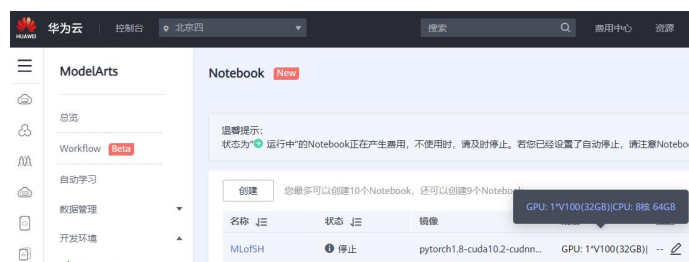 HUAWEI 华为云 控制台 北京四 搜索 费用中心 资源
ModelArts
Notebook New
总览
Workflow Beta
自动学习
数据管理
开发环境
温馨提示:
状态为“ 运行中”的Notebook正在产生费用，不使用时，请及时停止。若您已经设置了自动停止，请注意Notebo
创建 您最多可以创建10个Notebook，还可以创建9个Notebook
GPU: 1*V100(32GB)|CPU: 8核 64GB
名称 状态 镜像
MLofSH 停止 pytorch1.8-cuda10.2-cudnn... GPU: 1*V100(32GB)| --